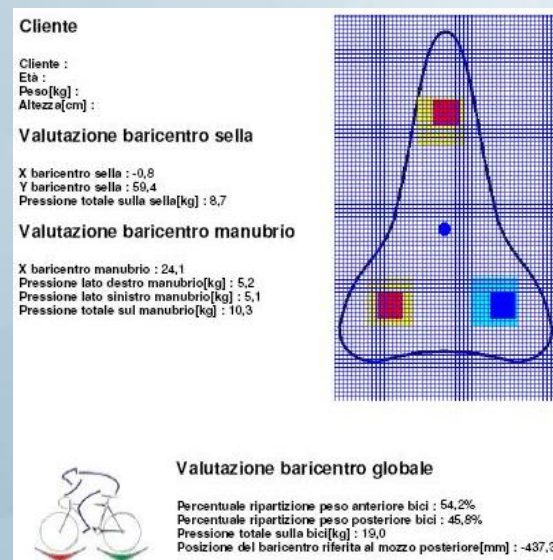 Cliente
Cliente :
Età :
Peso[kg] :
Altezza[cm] :
Valutazione baricentro sella
X baricentro sella : -0,8
Y baricentro sella : 59,4
Pressione totale sulla sella[kg] : 8,7
Valutazione baricentro manubrio
X baricentro manubrio : 24,1
Pressione lato destro manubrio[kg] : 5,2
Pressione lato sinistro manubrio[kg] : 5,1
Pressione totale sul manubrio[kg] : 10,3
Valutazione baricentro globale
Percentuale ripartizione peso anteriore bici : 54,2%
Percentuale ripartizione peso posteriore bici : 45,8%
Pressione totale sulla bici[kg] : 19,0
Posizione del baricentro riferita al mozzo posteriore[mm] : -437,3